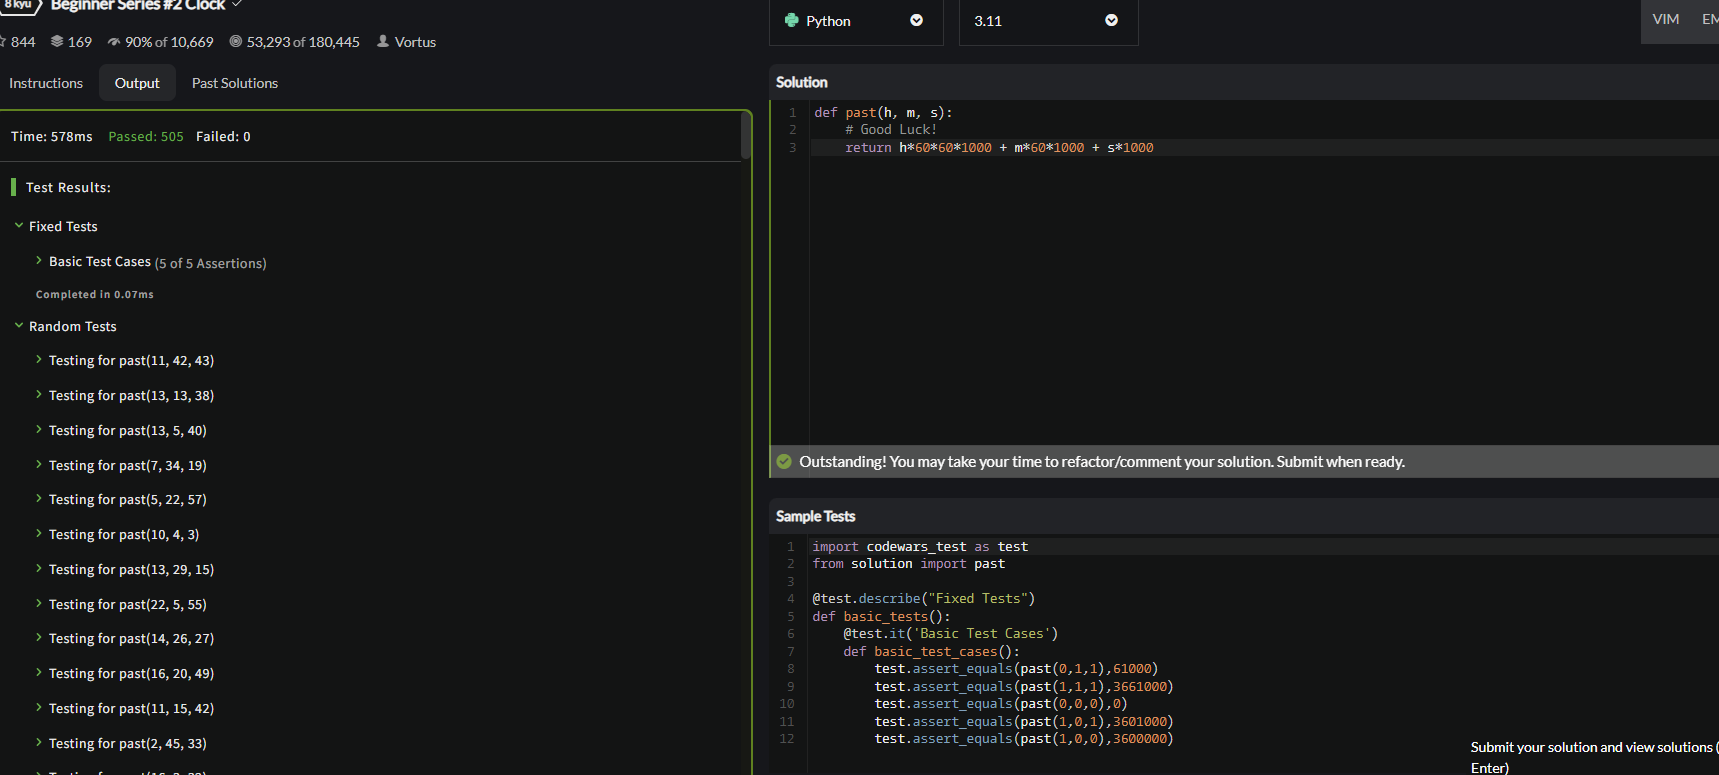 8 kyu Beginner Series #2 Clock
844 169 90% of 10,669 53,293 of 180,445 Vortus
Instructions Output Past Solutions
Time: 578ms Passed: 505 Failed: 0
Test Results:
Fixed Tests
Basic Test Cases (5 of 5 Assertions)
Completed in 0.07ms
Random Tests
Testing for past(11, 42, 43)
Testing for past(13, 13, 38)
Testing for past(13, 5, 40)
Testing for past(7, 34, 19)
Testing for past(5, 22, 57)
Testing for past(10, 4, 3)
Testing for past(13, 29, 15)
Testing for past(22, 5, 55)
Testing for past(14, 26, 27)
Testing for past(16, 20, 49)
Testing for past(11, 15, 42)
Testing for past(2, 45, 33)
Python 3.11
VIM EM
Solution
1 def past(h, m, s):
2 # Good Luck!
3 return h*60*60*1000 + m*60*1000 + s*1000
Outstanding! You may take your time to refactor/comment your solution. Submit when ready.
Sample Tests
1 import codewars_test as test
2 from solution import past
3
4 @test.describe("Fixed Tests")
5 def basic_tests():
6 @test.it('Basic Test Cases')
7 def basic_test_cases():
8 test.assert_equals(past(0,1,1),61000)
9 test.assert_equals(past(1,1,1),3661000)
10 test.assert_equals(past(0,0,0),0)
11 test.assert_equals(past(1,0,1),3601000)
12 test.assert_equals(past(1,0,0),3600000)
Submit your solution and view solutions (
Enter)